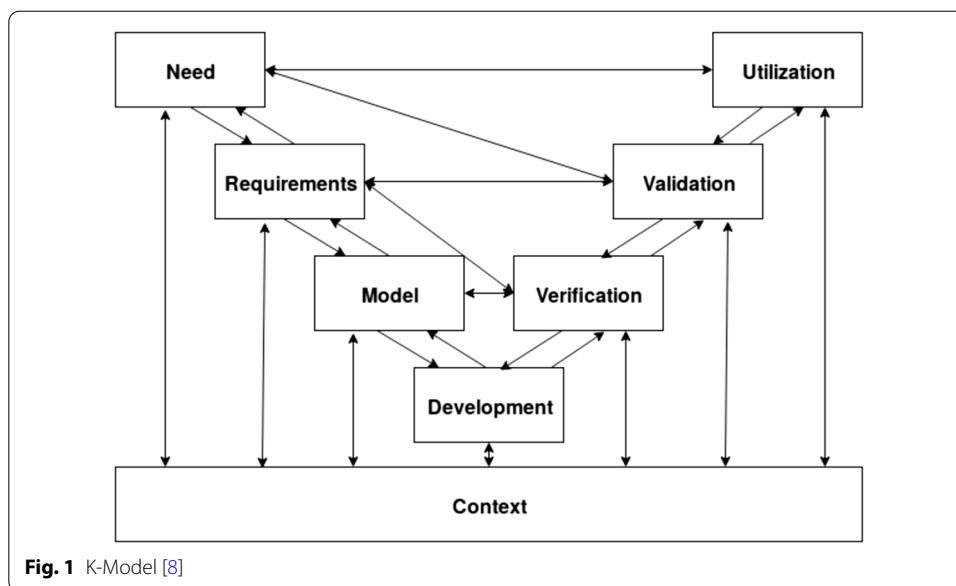 Need
Utilization
Requirements
Validation
Model
Verification
Development
Context
Fig. 1 K-Model [8]